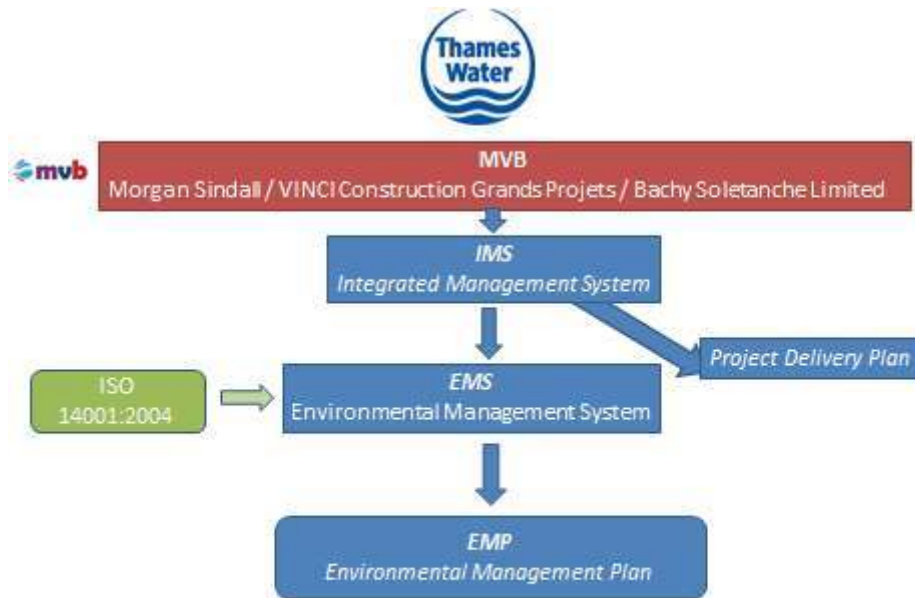 Thames
Water
mvb
MVB
Morgan Sindall / VINCI Construction Grands Projets / Bachy Soletanche Limited
IMS
Integrated Management System
Project Delivery Plan
ISO
14001:2004
EMS
Environmental Management System
EMP
Environmental Management Plan